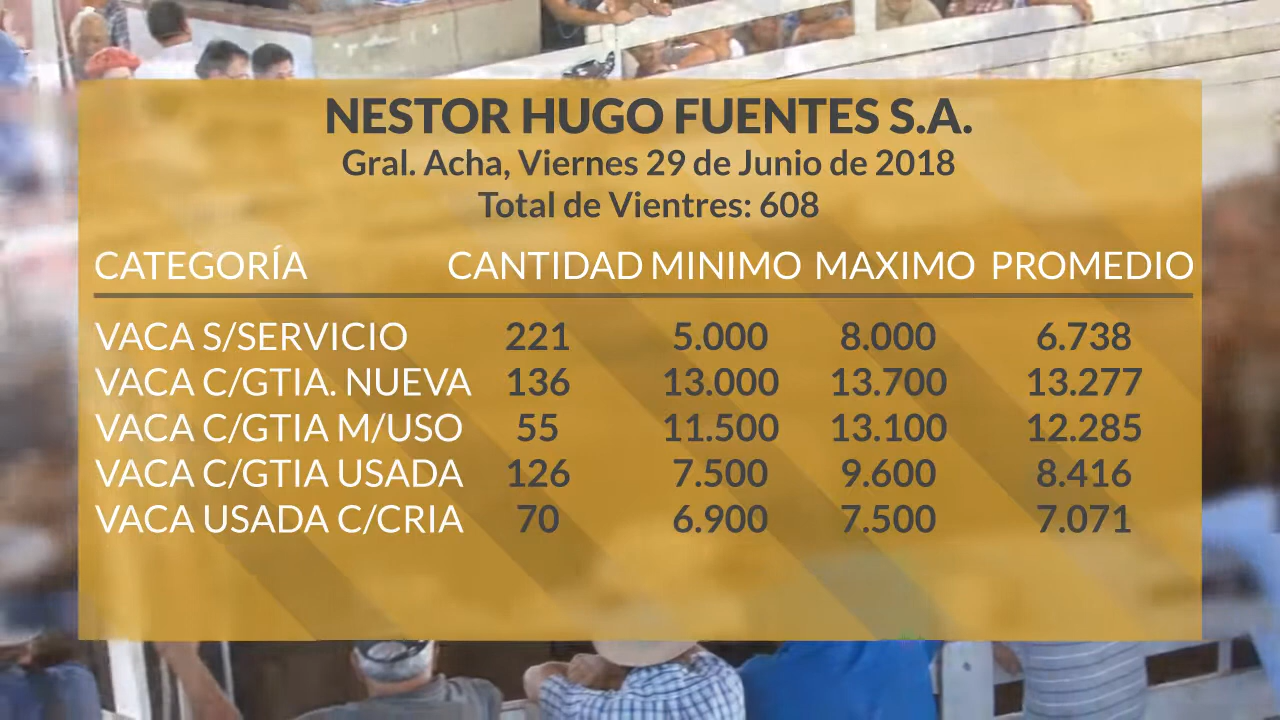 NESTOR HUGO FUENTES S.A.
Gral. Acha, Viernes 29 de Junio de 2018
Total de Vientres: 608
CATEGORÍA CANTIDAD MINIMO MAXIMO PROMEDIO
VACA S/SERVICIO 221 5.000 8.000 6.738
VACA C/GTIA. NUEVA 136 13.000 13.700 13.277
VACA C/GTIA M/USO 55 11.500 13.100 12.285
VACA C/GTIA USADA 126 7.500 9.600 8.416
VACA USADA C/CRIA 70 6.900 7.500 7.071